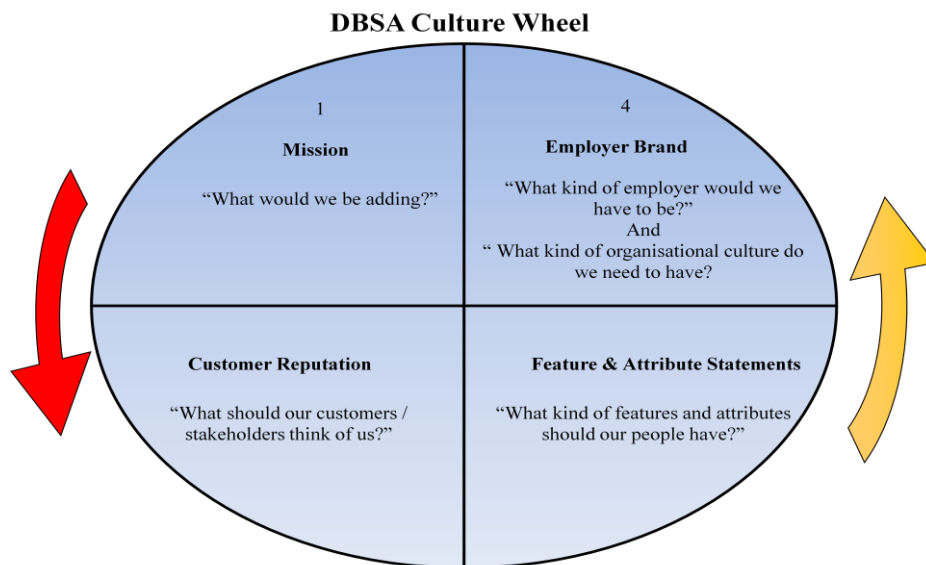 DBSA Culture Wheel
1
Mission
“What would we be adding?”
4
Employer Brand
“What kind of employer would we
have to be?”
And
“ What kind of organisational culture do
we need to have?
Customer Reputation
“What should our customers /
stakeholders think of us?”
Feature & Attribute Statements
“What kind of features and attributes
should our people have?”